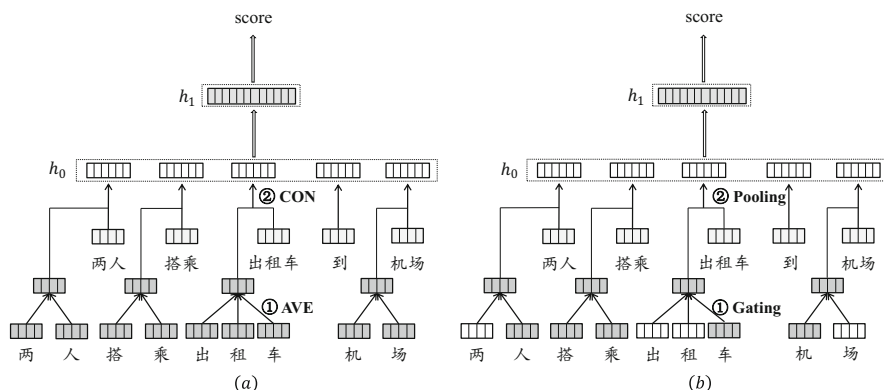 score score
h1 h1
h0 h0
② CON ② Pooling
两人 搭乘 出租车 到 机场 两人 搭乘 出租车 到 机场
① AVE ① Gating
两 人 搭 乘 出 租 车 机 场 两 人 搭 乘 出 租 车 机 场
(a) (b)